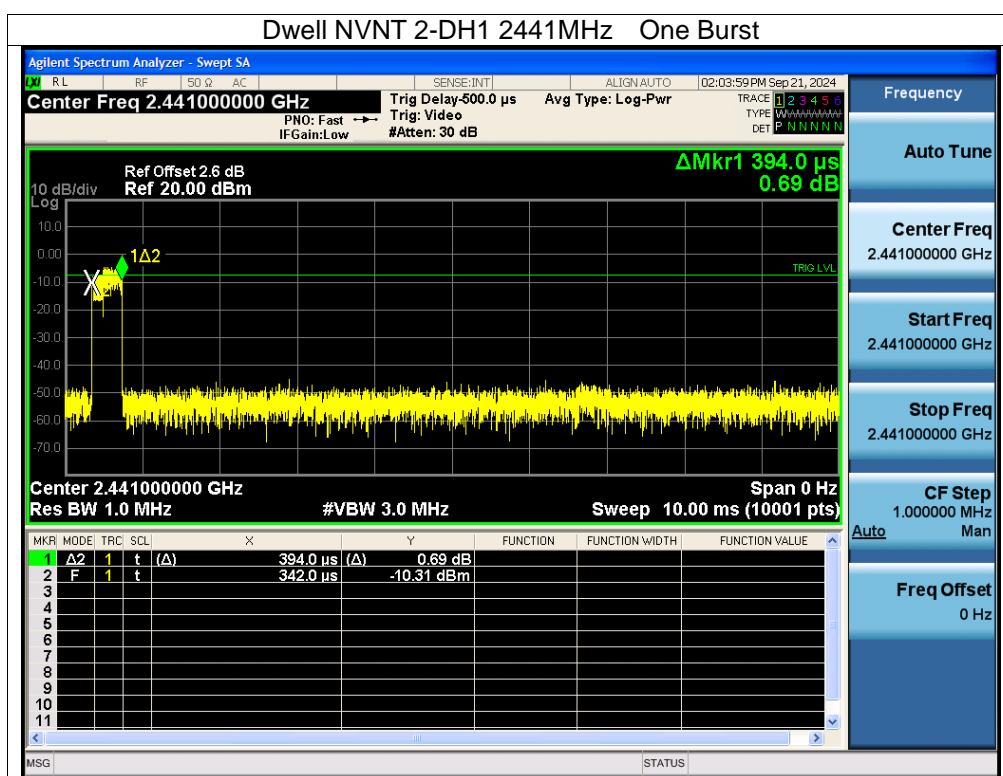 Dwell NVNT 2-DH1 2441MHz One Burst
Agilent Spectrum Analyzer - Swept SA
LXI RL RF 50 Ω AC SENSE:INT ALIGN AUTO 02:03:59 PM Sep 21, 2024
Center Freq 2.441000000 GHz
PNO: Fast
IFGain:Low
Trig Delay-500.0 µs
Trig: Video
#Atten: 30 dB
Avg Type: Log-Pwr
TRACE 1 2 3 4 5 6
TYPE WWWWWW
DET P N N N N N
Ref Offset 2.6 dB
10 dB/div Ref 20.00 dBm
Log
ΔMkr1 394.0 µs
0.69 dB
10.0
0.00
-10.0
-20.0
-30.0
-40.0
-50.0
-60.0
-70.0
1Δ2
TRIG LVL
Center 2.441000000 GHz Span 0 Hz
Res BW 1.0 MHz #VBW 3.0 MHz Sweep 10.00 ms (10001 pts)
MKR MODE TRC SCL X Y FUNCTION FUNCTION WIDTH FUNCTION VALUE
1 Δ2 1 t (Δ) 394.0 µs (Δ) 0.69 dB
2 F 1 t 342.0 µs -10.31 dBm
3
4
5
6
7
8
9
10
11
MSG STATUS
Frequency
Auto Tune
Center Freq
2.441000000 GHz
Start Freq
2.441000000 GHz
Stop Freq
2.441000000 GHz
CF Step
1.000000 MHz
Auto Man
Freq Offset
0 Hz